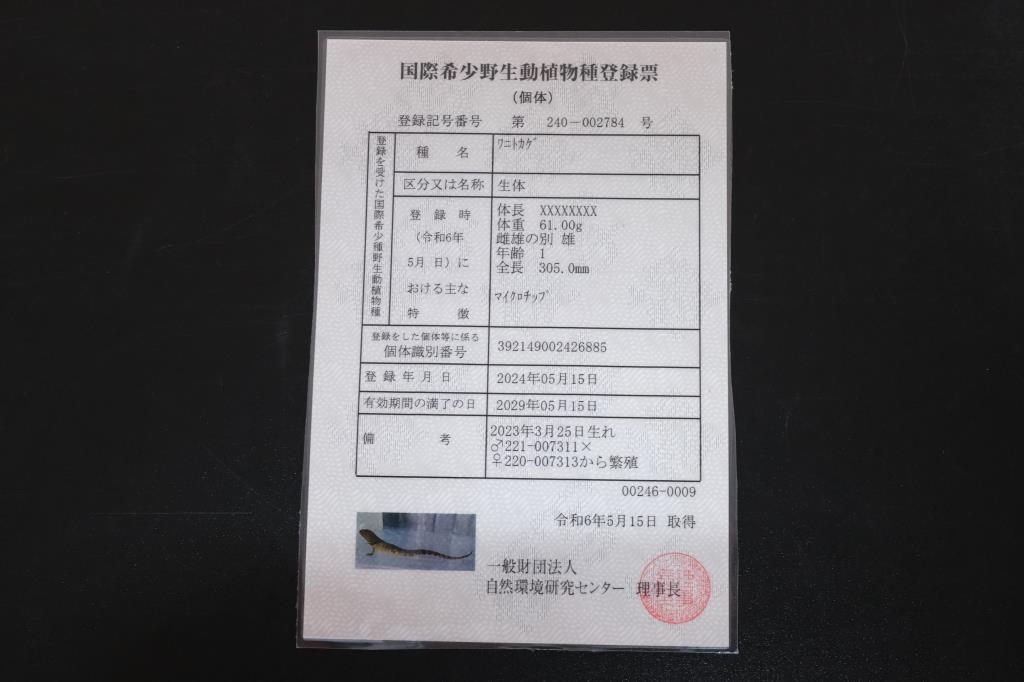 国際希少野生動植物種登録票
（個体）
登録記号番号　第　240－002784　号
登録を受けた国際希少野生動植物種
種　名　ﾜﾆﾄｶｹﾞ
区分又は名称　生体
登録時
（令和6年
5月 日）に
おける主な
特　徴
体長　XXXXXXXX
体重　61.00g
雌雄の別 雄
年齢　1
全長　305.0mm
ﾏｲｸﾛﾁｯﾌﾟ
登録をした個体等に係る
個体識別番号　392149002426885
登録年月日　2024年05月15日
有効期間の満了の日　2029年05月15日
備　考
2023年3月25日生れ
♂221-007311×
♀220-007313から繁殖
00246-0009
令和6年5月15日 取得
一般財団法人
自然環境研究センター　理事長